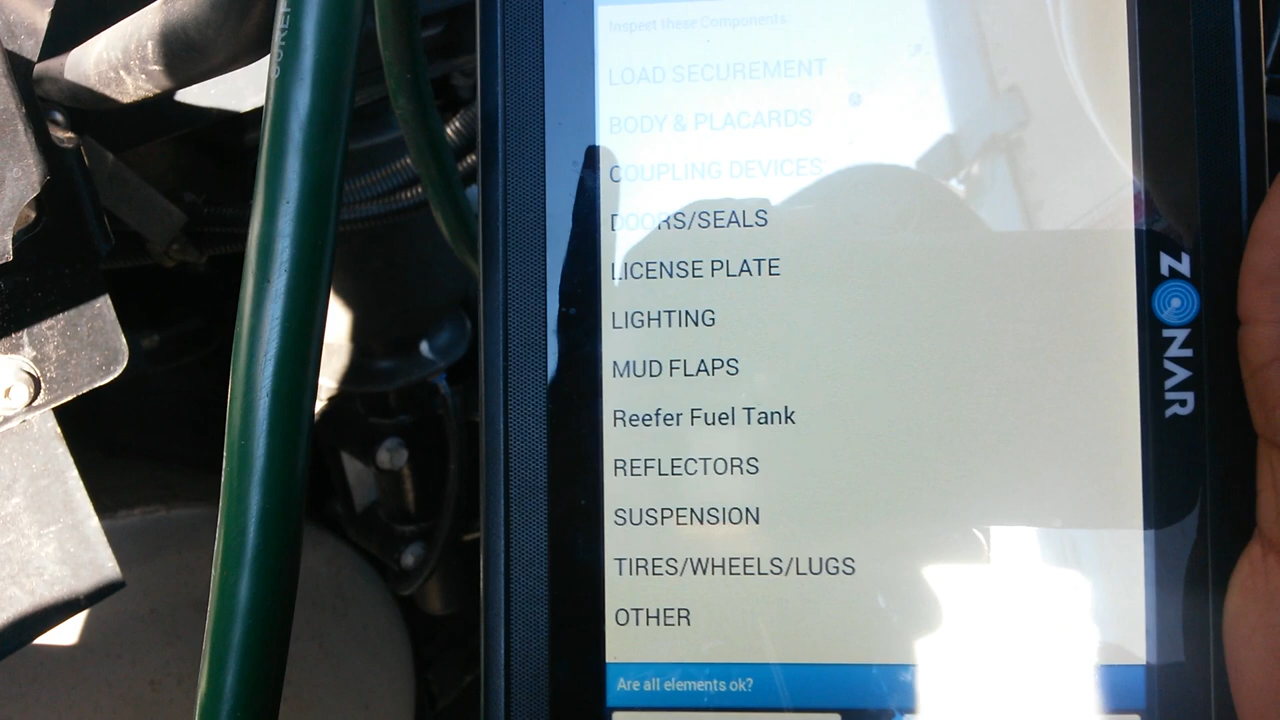 Inspect these Components:
LOAD SECUREMENT
BODY & PLACARDS
COUPLING DEVICES
DOORS/SEALS
LICENSE PLATE
LIGHTING
MUD FLAPS
Reefer Fuel Tank
REFLECTORS
SUSPENSION
TIRES/WHEELS/LUGS
OTHER
Are all elements ok?
ZONAR